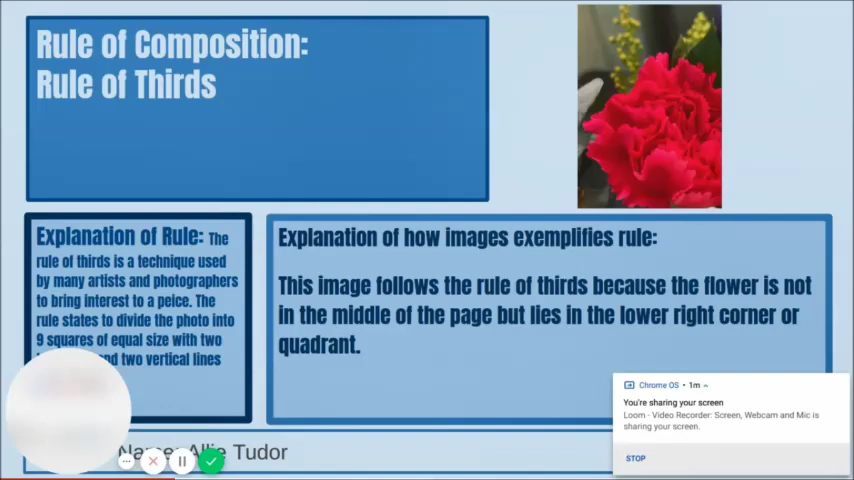 Rule of Composition:
Rule of Thirds
Explanation of Rule: The
rule of thirds is a technique used
by many artists and photographers
to bring interest to a peice. The
rule states to divide the photo into
9 squares of equal size with two
and two vertical lines
Explanation of how images exemplifies rule:
This image follows the rule of thirds because the flower is not
in the middle of the page but lies in the lower right corner or
quadrant.
Name: Allie Tudor
Chrome OS • 1m
You're sharing your screen
Loom - Video Recorder: Screen, Webcam and Mic is
sharing your screen.
STOP